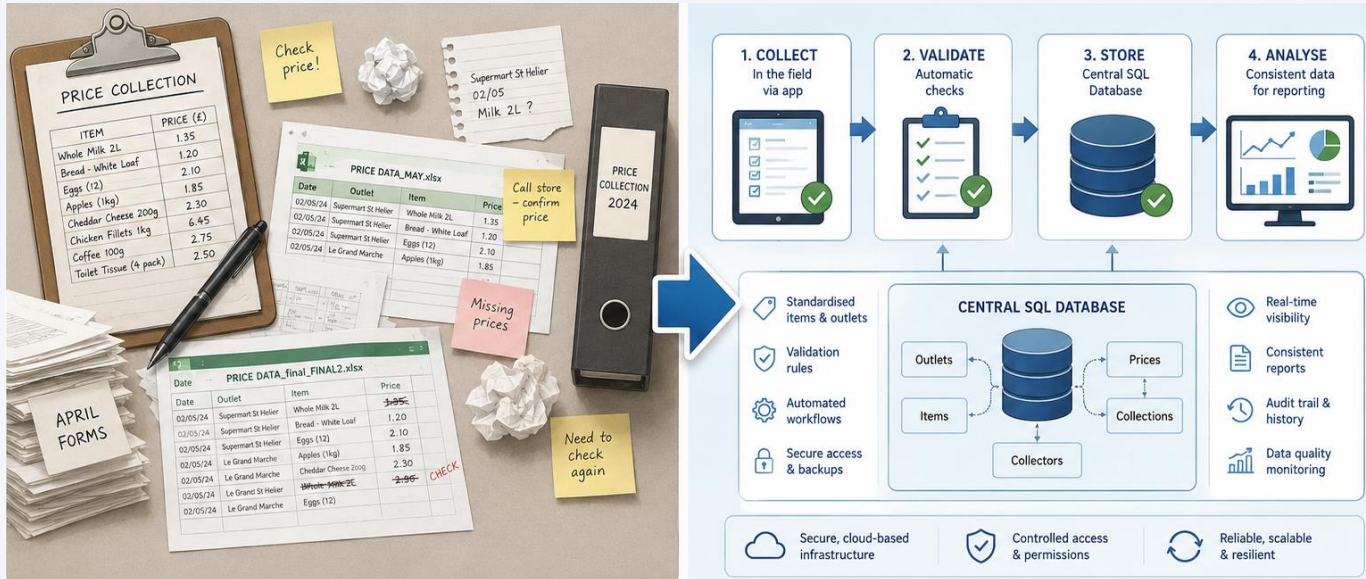 PRICE COLLECTION
ITEM PRICE (£)
Whole Milk 2L 1.35
Bread - White Loaf 1.20
Eggs (12) 2.10
Apples (1kg) 1.85
Cheddar Cheese 200g 2.30
Chicken Fillets 1kg 6.45
Coffee 100g 2.75
Toilet Tissue (4 pack) 2.50
Check
price!
Supermart St Helier
02/05
Milk 2L ?
PRICE DATA_MAY.xlsx
Date Outlet Item Price
02/05/24 Supermart St Helier Whole Milk 2L 1.35
02/05/24 Supermart St Helier Bread - White Loaf 1.20
02/05/24 Supermart St Helier Eggs (12) 2.10
02/05/24 Le Grand Marche Apples (1kg) 1.85
Call store
– confirm
price
PRICE
COLLECTION
2024
Missing
prices
APRIL
FORMS
PRICE DATA_final_FINAL2.xlsx
Date
Date Outlet Item Price
02/05/24 Supermart St Helier Whole Milk 2L 1.35
02/05/24 Supermart St Helier Bread - White Loaf 1.20
02/05/24 Supermart St Helier Eggs (12) 2.10
02/05/24 Le Grand Marche Apples (1kg) 1.85
02/05/24 Le Grand Marche Cheddar Cheese 200g 2.30
02/05/24 Le Grand St Helier Whole Milk 2L
02/05/24 Le Grand Marche Eggs (12)
CHECK
Need to
check
again
1. COLLECT
In the field
via app
2. VALIDATE
Automatic
checks
3. STORE
Central SQL
Database
4. ANALYSE
Consistent data
for reporting
Standardised
items & outlets
Validation
rules
Automated
workflows
Secure access
& backups
CENTRAL SQL DATABASE
Outlets
Items
Prices
Collections
Collectors
Real-time
visibility
Consistent
reports
Audit trail &
history
Data quality
monitoring
Secure, cloud-based
infrastructure
Controlled access
& permissions
Reliable, scalable
& resilient